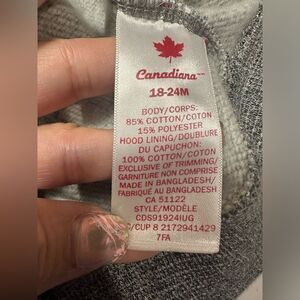 Canadiana™
18-24M
BODY/CORPS:
85% COTTON/COTON
15% POLYESTER
HOOD LINING/DOUBLURE
DU CAPUCHON:
100% COTTON/COTON
EXCLUSIVE OF TRIMMING/
GARNITURE NON COMPRISE
MADE IN BANGLADESH/
FABRIQUÉ AU BANGLADESH
CA 51122
STYLE/MODÈLE
CDS91924IUG
C/CUP 8 2172941429
7FA